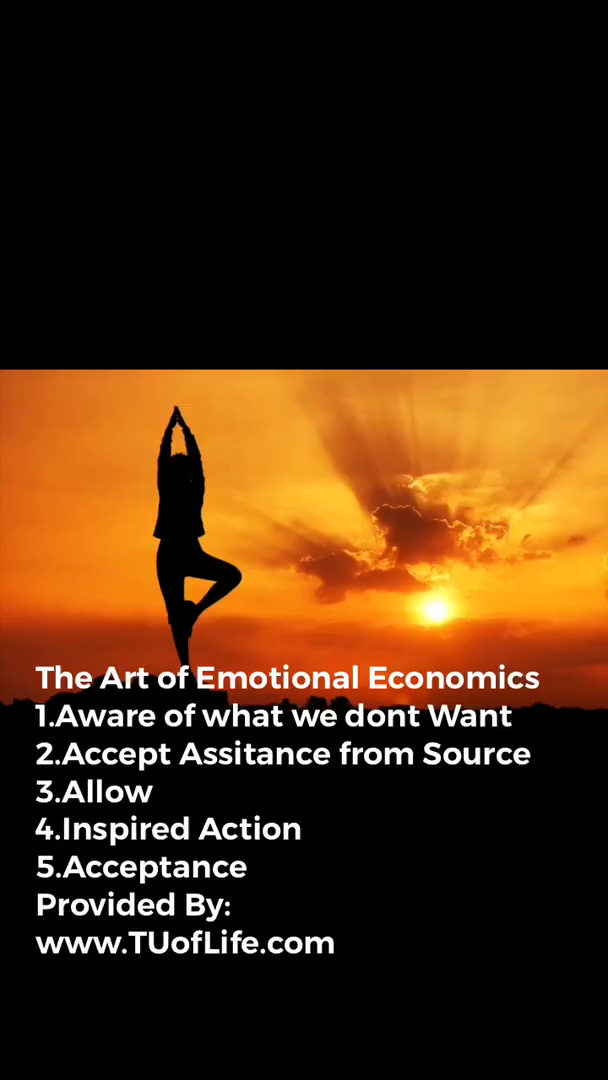 The Art of Emotional Economics
1.Aware of what we dont Want
2.Accept Assitance from Source
3.Allow
4.Inspired Action
5.Acceptance
Provided By:
www.TUofLife.com